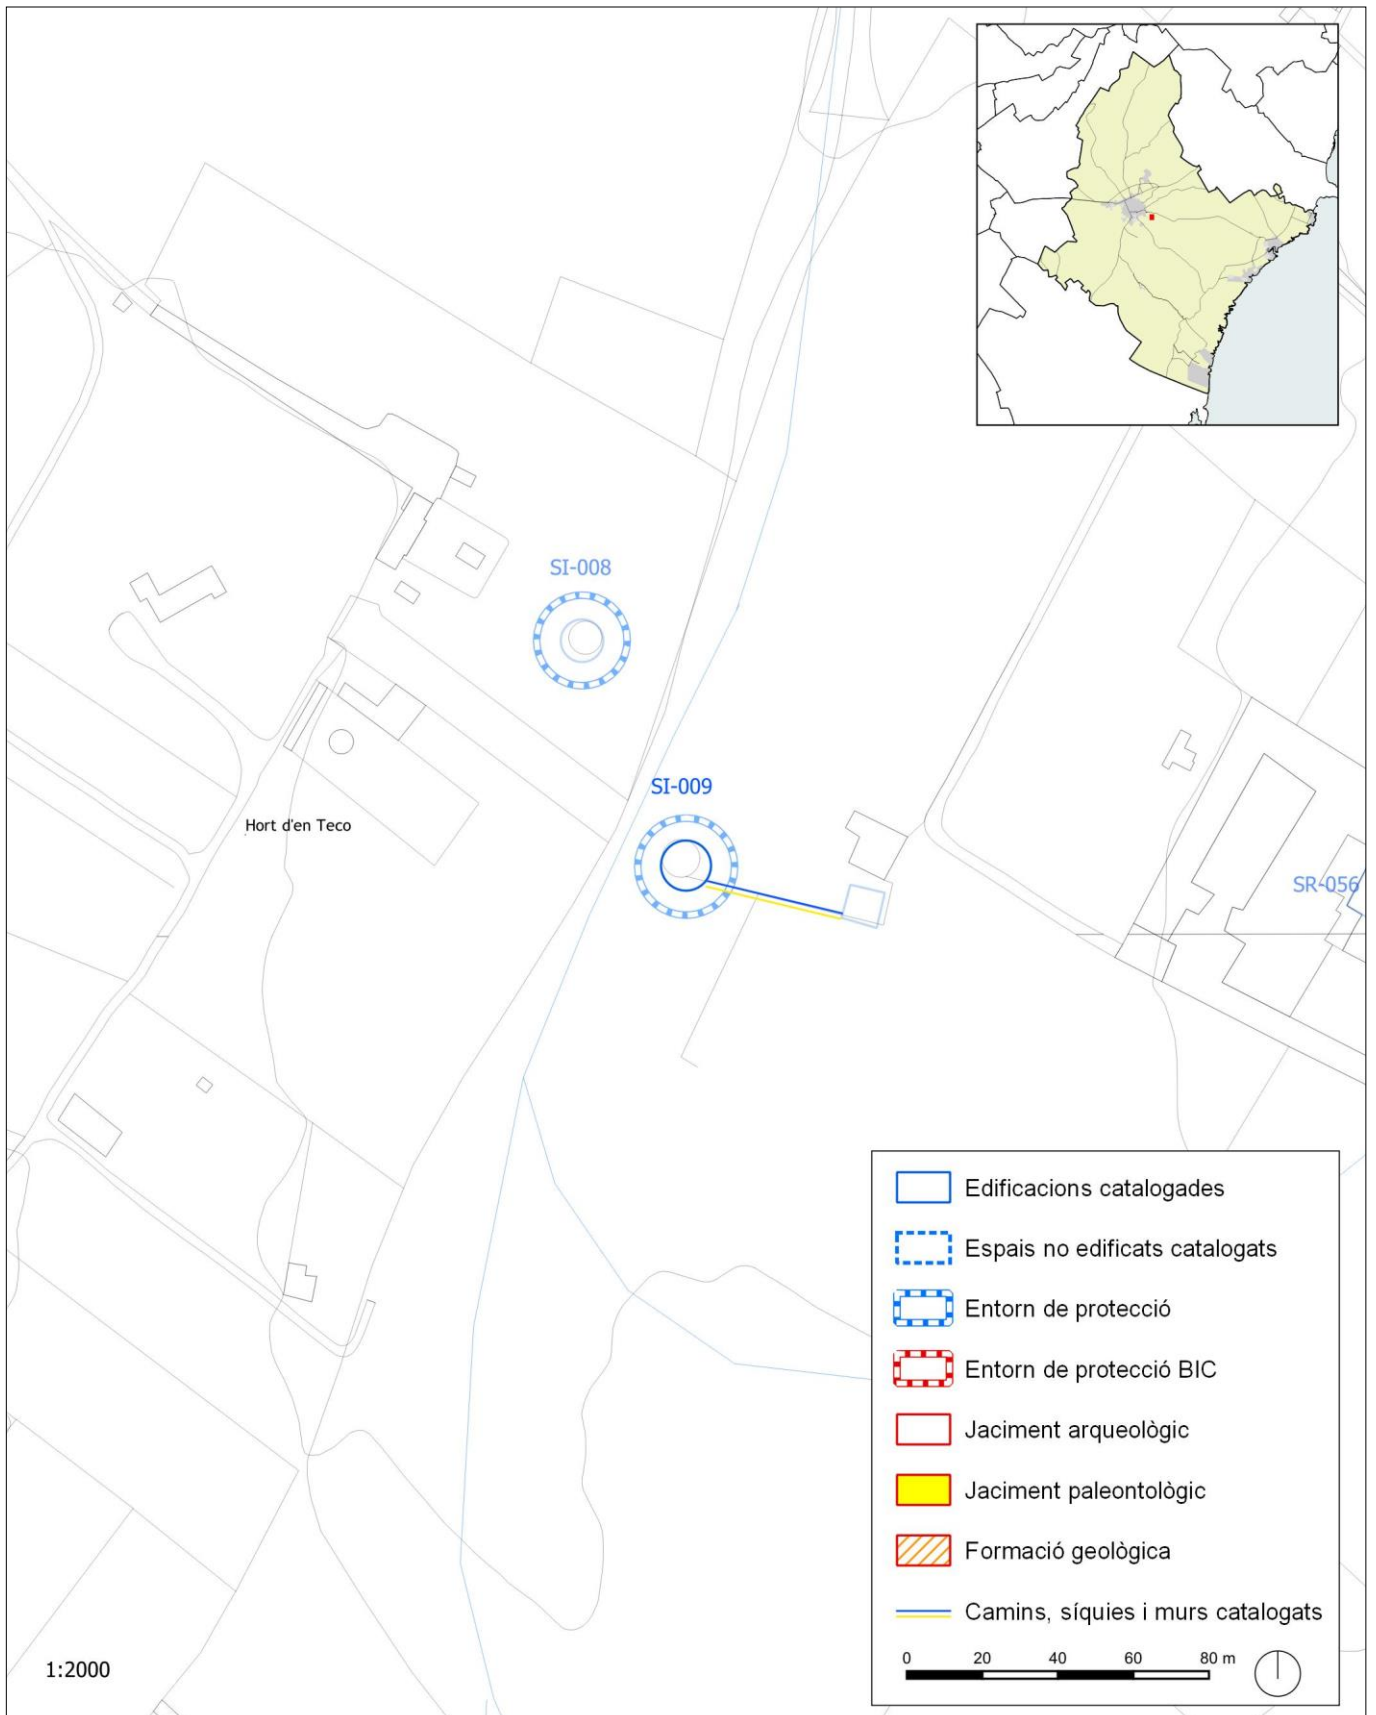 SI-008
SI-009
Hort d'en Teco
SR-056
Edificacions catalogades
Espais no edificats catalogats
Entorn de protecció
Entorn de protecció BIC
Jaciment arqueològic
Jaciment paleontològic
Formació geològica
Camins, síquies i murs catalogats
0 20 40 60 80 m
1:2000